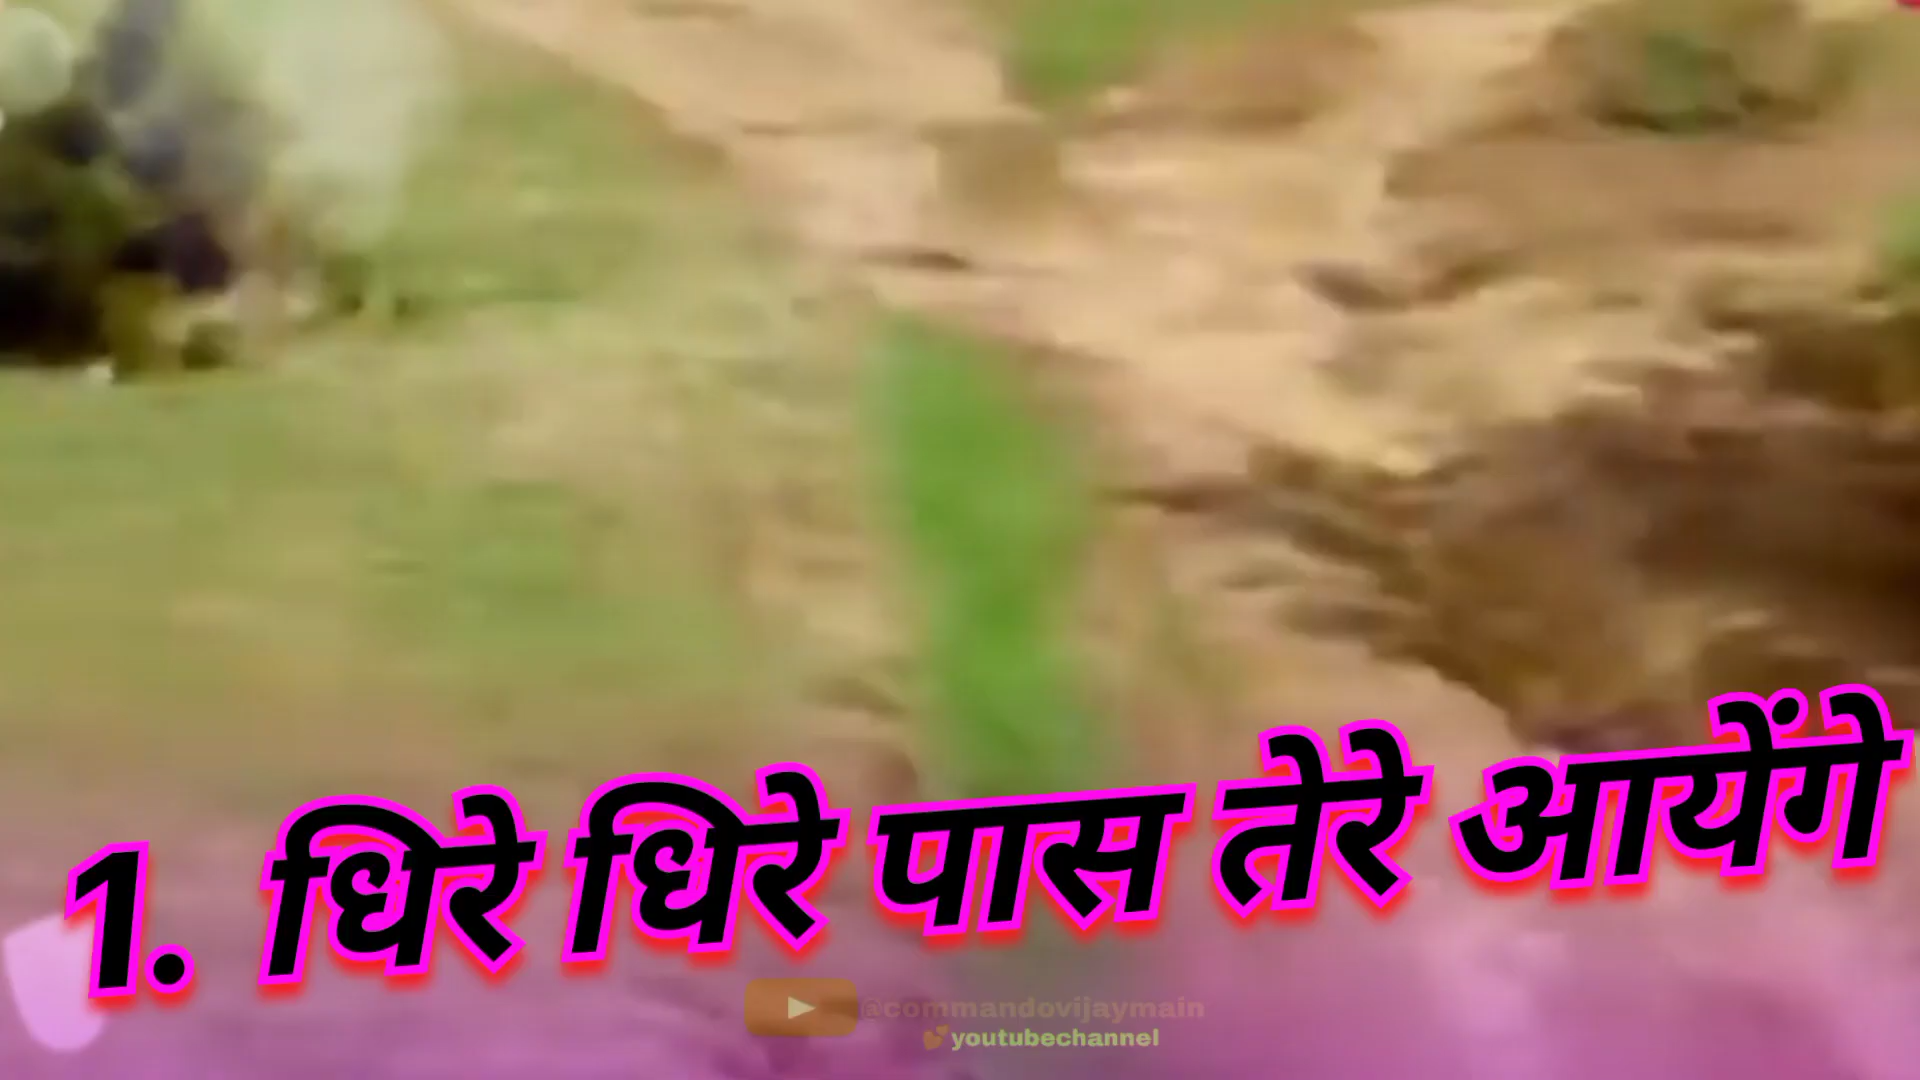 1. धिरे धिरे पास तेरे आयेंगे
@commandovijaymain
youtubechannel